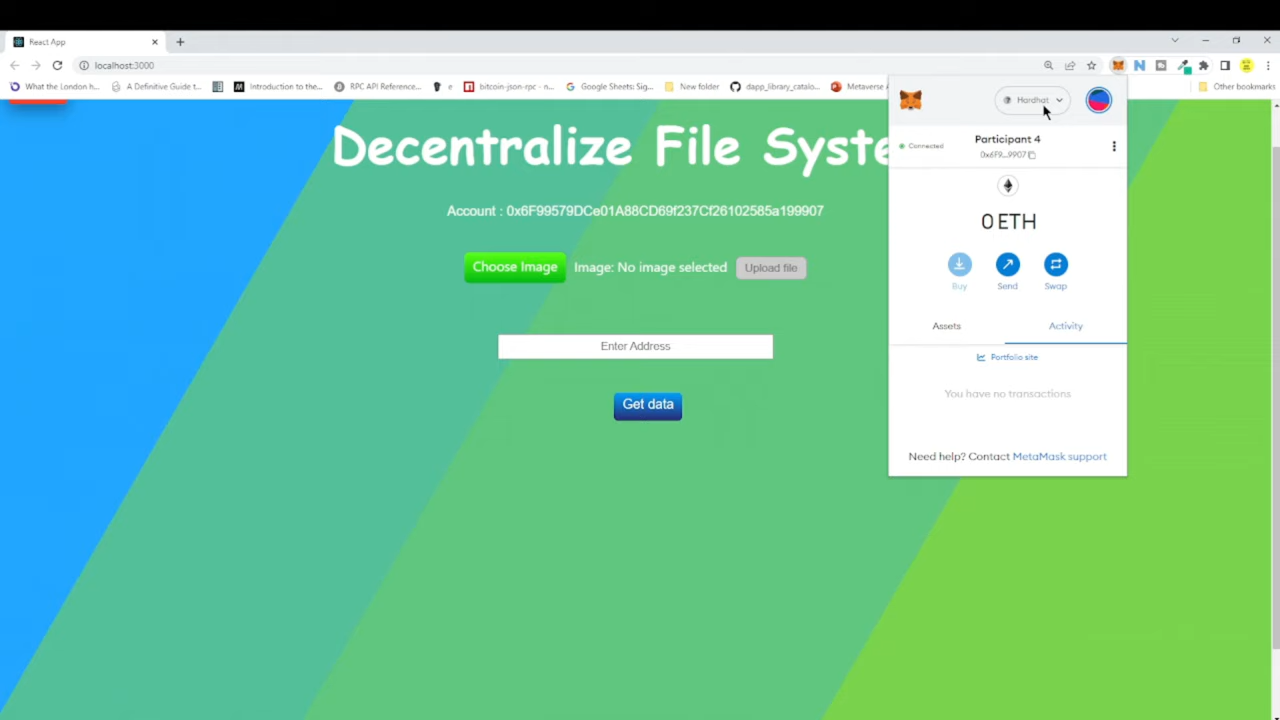 React App
localhost:3000
What the London h...
A Definitive Guide t...
Introduction to the...
RPC API Reference...
e
bitcoin-json-rpc - n...
Google Sheets: Sig...
New folder
dapp_library_catalo...
Metaverse A
Other bookmarks
Decentralize File Syste
Account : 0x6F99579DCe01A88CD69f237Cf26102585a199907
Choose Image
Image: No image selected
Upload file
Enter Address
Get data
Hardhat
Connected
Participant 4
0x6F9...9907
0 ETH
Buy
Send
Swap
Assets
Activity
Portfolio site
You have no transactions
Need help? Contact MetaMask support